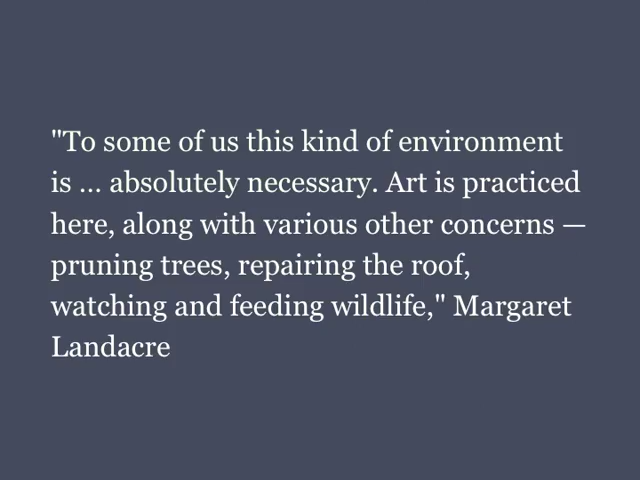 "To some of us this kind of environment
is ... absolutely necessary. Art is practiced
here, along with various other concerns —
pruning trees, repairing the roof,
watching and feeding wildlife," Margaret
Landacre